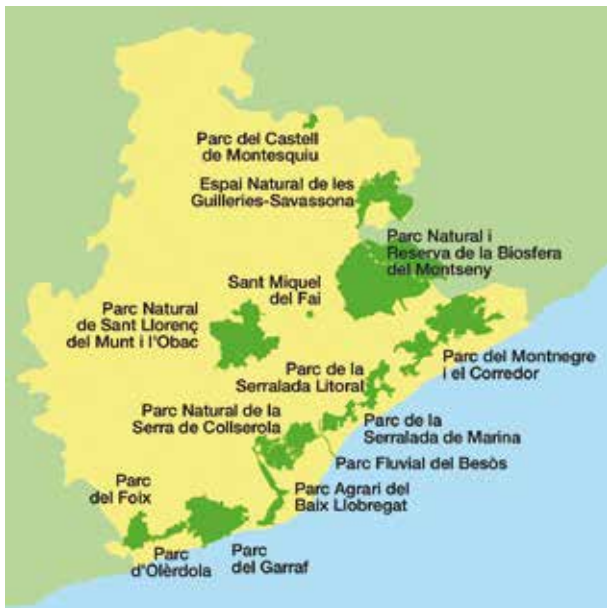 Parc del Castell
de Montesquiu
Espai Natural de les
Guilleries-Savassona
Parc Natural i
Reserva de la Biosfera
del Montseny
Sant Miquel
del Fai
Parc Natural
de Sant Llorenç
del Munt i l'Obac
Parc del Montnegre
i el Corredor
Parc de la
Serralada Litoral
Parc Natural de la
Serra de Collserola
Parc de la
Serralada de Marina
Parc Fluvial del Besòs
Parc
del Foix
Parc Agrari del
Baix Llobregat
Parc
d'Olèrdola
Parc
del Garraf